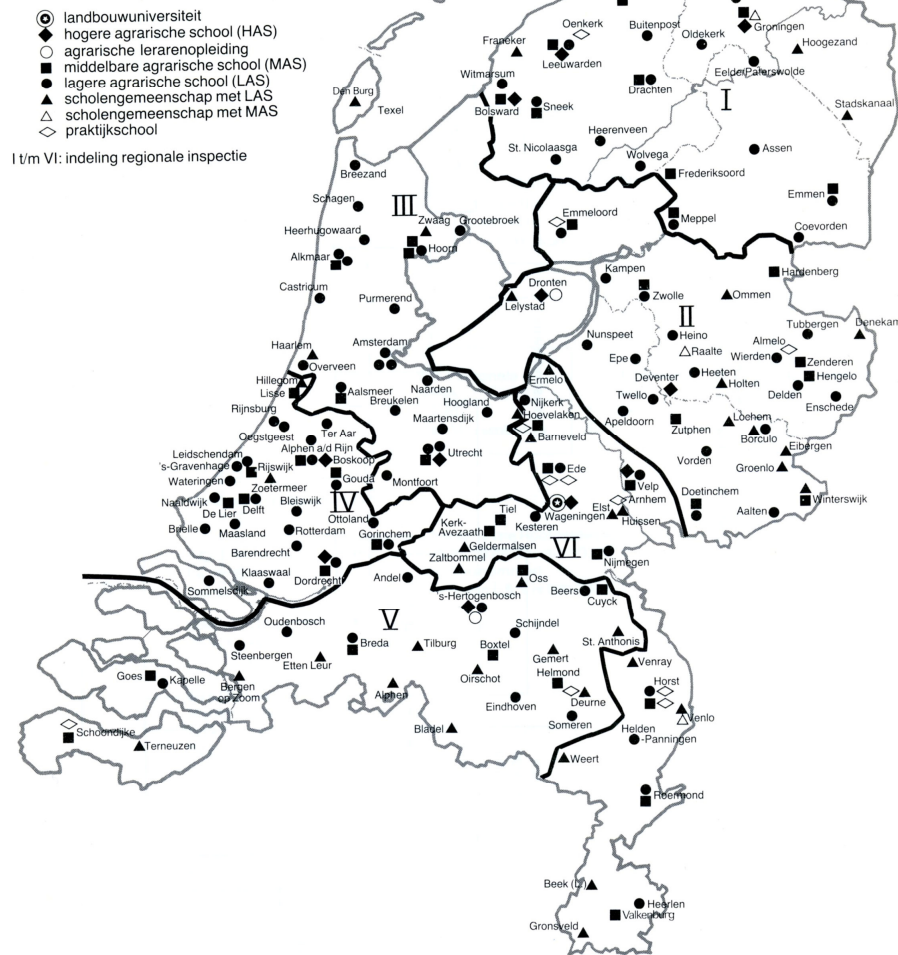 landbouwuniversiteit
hogere agrarische school (HAS)
agrarische lerarenopleiding
middelbare agrarische school (MAS)
lagere agrarische school (LAS)
scholengemeenschap met LAS
scholengemeenschap met MAS
praktijkschool
I t/m VI: indeling regionale inspectie
Oenkerk
Buitenpost
Oldekerk
Groningen
Hoogezand
Franeker
Leeuwarden
Eelde/Paterswolde
Witmarsum
Den Burg
Texel
Bolsward
Sneek
Drachten
I
Stadskanaal
Heerenveen
St. Nicolaasga
Wolvega
Assen
Breezand
Frederiksoord
Schagen
III
Emmen
Heerhugowaard
Zwaag
Grootebroek
Emmeloord
Meppel
Coevorden
Alkmaar
Hoorn
Castricum
Purmerend
Dronten
Lelystad
Kampen
Zwolle
Hardenberg
Ommen
II
Tubbergen
Denekam
Nunspeet
Heino
Almelo
Haarlem
Amsterdam
Overveen
Epe
Raalte
Wierden
Zenderen
Hillegom
Lisse
Aalsmeer
Naarden
Ermelo
Deventer
Heeten
Holten
Hengelo
Delden
Breukelen
Hoogland
Nijkerk
Twello
Enschede
Rijnsburg
Maartensdijk
Hoevelaken
Apeldoorn
Lochem
Oegstgeest
Ter Aar
Barneveld
Zutphen
Borculo
Leidschendam
Alphen a/d Rijn
Boskoop
Utrecht
Eibergen
's-Gravenhage
Rijswijk
Gouda
Ede
Vorden
Groenlo
Wateringen
Zoetermeer
Montfoort
Velp
Naaldwijk
De Lier
Delft
Bleiswijk
IV
Arnhem
Doetinchem
Winterswijk
Ottoland
Tiel
Wageningen
Elst
Huissen
Aalten
Brielle
Maasland
Rotterdam
Gorinchem
Kerk-
Avezaath
Kesteren
Barendrecht
Geldermalsen
VI
Zaltbommel
Nijmegen
Klaaswaal
Dordrecht
Andel
Oss
Sommelsdijk
's-Hertogenbosch
Beers
Cuyck
Oudenbosch
V
Schijndel
Steenbergen
Breda
Tilburg
Boxtel
St. Anthonis
Etten Leur
Gemert
Venray
Goes
Kapelle
Bergen
op Zoom
Oirschot
Helmond
Horst
Alphen
Deurne
Eindhoven
Venlo
Schoondijke
Terneuzen
Bladel
Someren
Helden
-Panningen
Weert
Roermond
Beek (L.)
Heerlen
Valkenburg
Gronsveld